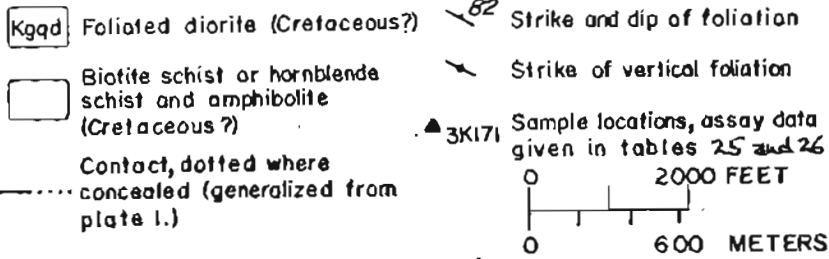 Kgqd Foliated diorite (Cretaceous?)
Biotite schist or hornblende
schist and amphibolite
(Cretaceous?)
Contact, dotted where
concealed (generalized from
plate 1.)
82 Strike and dip of foliation
Strike of vertical foliation
3K171 Sample locations, assay data
given in tables 25 and 26
0 2000 FEET
0 600 METERS